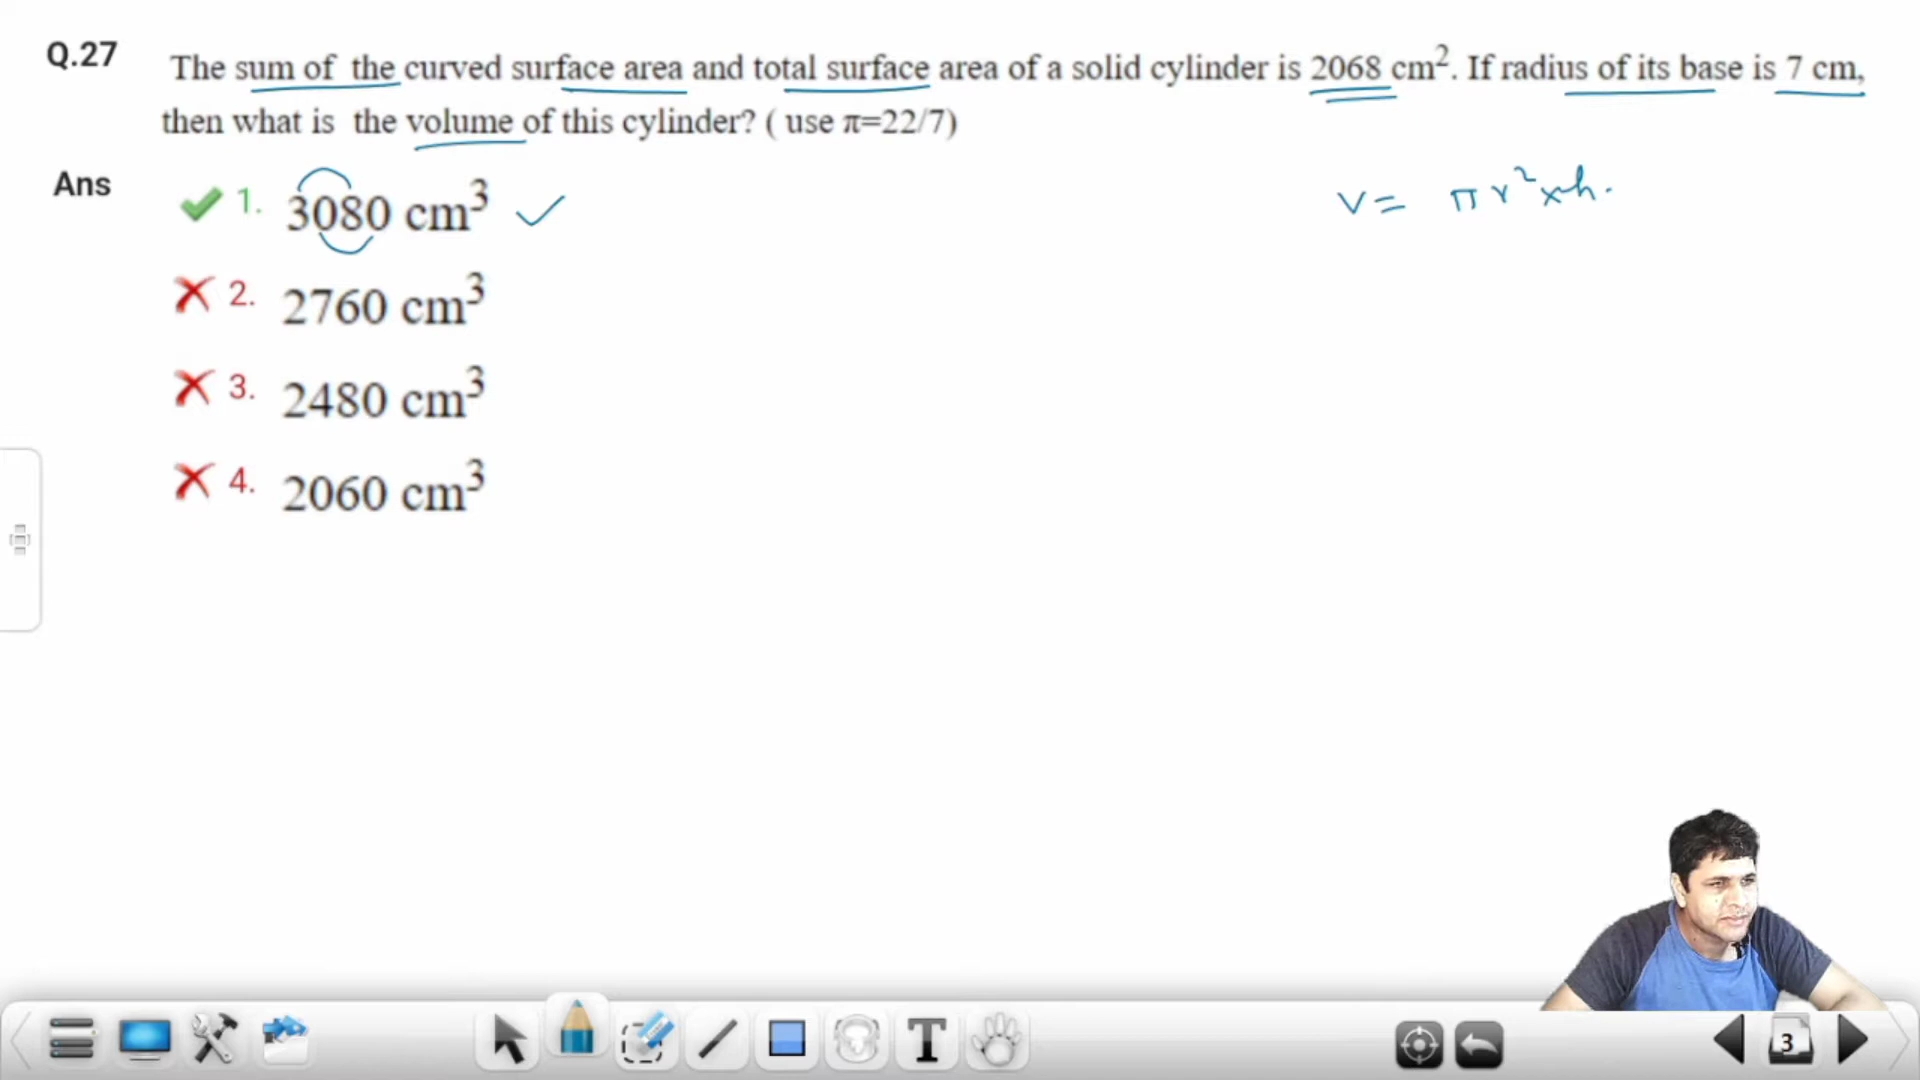 Q.27 The sum of the curved surface area and total surface area of a solid cylinder is 2068 cm². If radius of its base is 7 cm,
then what is the volume of this cylinder? ( use π=22/7)
Ans
1. 3080 cm³
V= πr²×h.
2. 2760 cm³
3. 2480 cm³
4. 2060 cm³
T
3